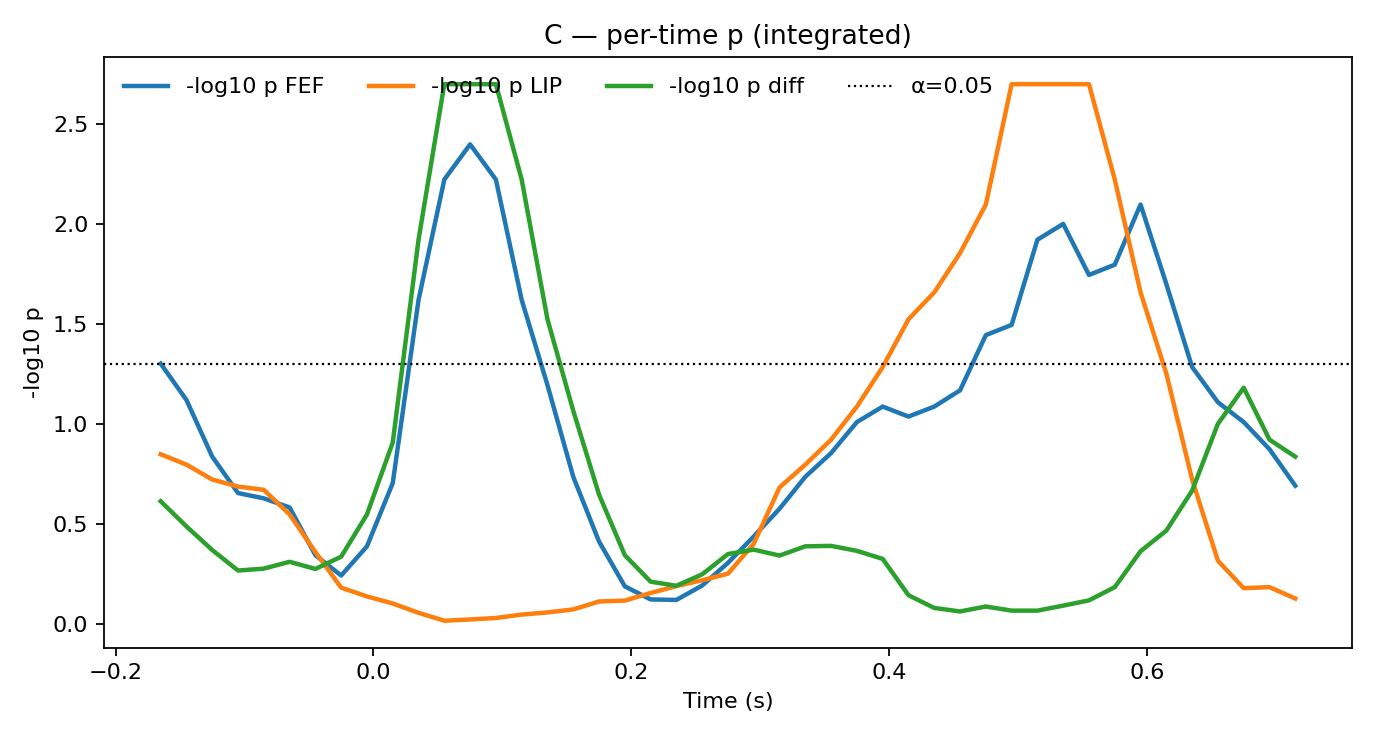 C — per-time p (integrated)
-log10 p FEF -log10 p LIP -log10 p diff α=0.05
2.5
2.0
1.5
1.0
0.5
0.0
-log10 p
−0.2 0.0 0.2 0.4 0.6
Time (s)